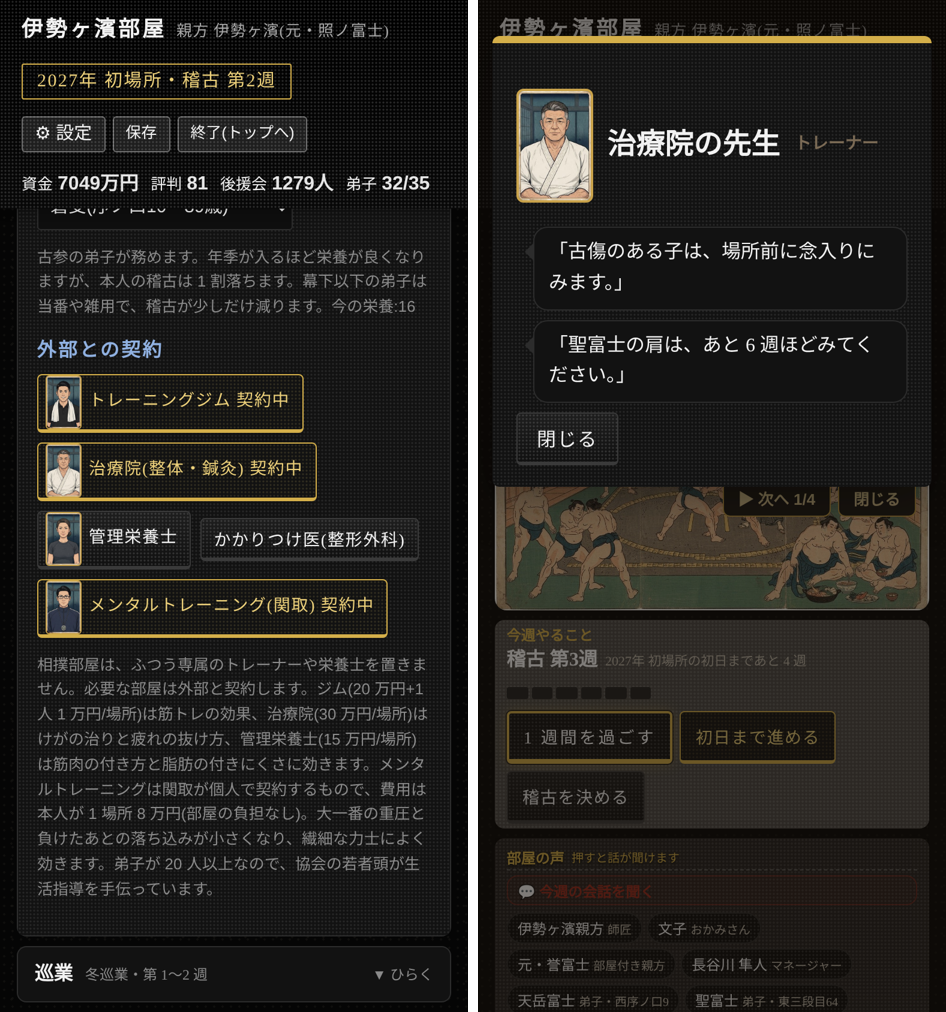 伊勢ヶ濱部屋 親方 伊勢ヶ濱(元・照ノ富士)
2027年 初場所・稽古 第2週
⚙ 設定 保存 終了(トップへ)
資金 7049万円 評判 81 後援会 1279人 弟子 32/35
古参の弟子が務めます。年季が入るほど栄養が良くなり
ますが、本人の稽古は 1 割落ちます。幕下以下の弟子は
当番や雑用で、稽古が少しだけ減ります。今の栄養:16
外部との契約
トレーニングジム 契約中
治療院(整体・鍼灸) 契約中
管理栄養士 かかりつけ医(整形外科)
メンタルトレーニング(関取) 契約中
相撲部屋は、ふつう専属のトレーナーや栄養士を置きま
せん。必要な部屋は外部と契約します。ジム(20 万円+1
人 1 万円/場所)は筋トレの効果、治療院(30 万円/場所)は
けがの治りと疲れの抜け方、管理栄養士(15 万円/場所)
は筋肉の付き方と脂肪の付きにくさに効きます。メンタ
ルトレーニングは関取が個人で契約するもので、費用は
本人が 1 場所 8 万円(部屋の負担なし)。大一番の重圧と
負けたあとの落ち込みが小さくなり、繊細な力士によく
効きます。弟子が 20 人以上なので、協会の若者頭が生
活指導を手伝っています。
巡業 冬巡業・第 1〜2 週 ▼ ひらく
伊勢ヶ濱部屋 親方 伊勢ヶ濱(元・照ノ富士)
治療院の先生 トレーナー
「古傷のある子は、場所前に念入りに
みます。」
「聖富士の肩は、あと 6 週ほどみてく
ださい。」
閉じる
▶ 次へ 1/4 閉じる
今週やること
稽古 第3週 2027年 初場所の初日まであと 4 週
1 週間を過ごす 初日まで進める
稽古を決める
部屋の声 押すと話が聞けます
💬 今週の会話を聞く
伊勢ヶ濱親方 師匠 文子 おかみさん
元・誉富士 部屋付き親方 長谷川 隼人 マネージャー
天岳富士 弟子・西序ノ口9 聖富士 弟子・東三段目64